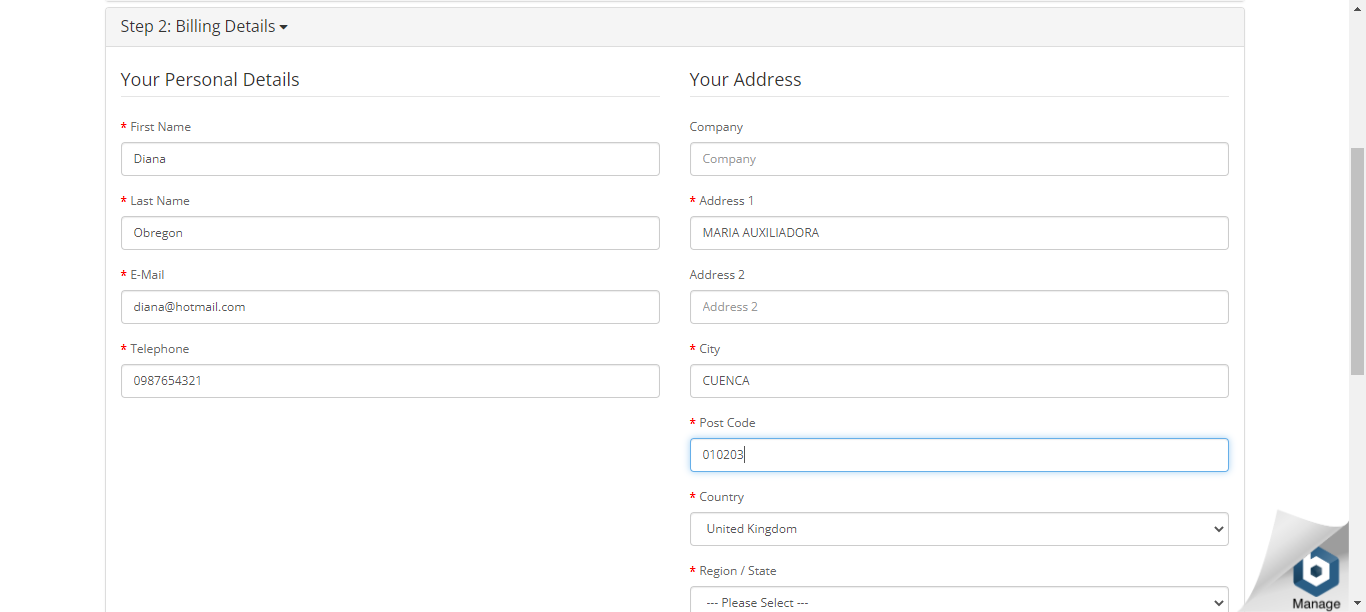 Step 2: Billing Details
Your Personal Details
* First Name
Diana
* Last Name
Obregon
* E-Mail
diana@hotmail.com
* Telephone
0987654321
Your Address
Company
Company
* Address 1
MARIA AUXILIADORA
Address 2
Address 2
* City
CUENCA
* Post Code
010203
* Country
United Kingdom
* Region / State
--- Please Select ---
b
Manage